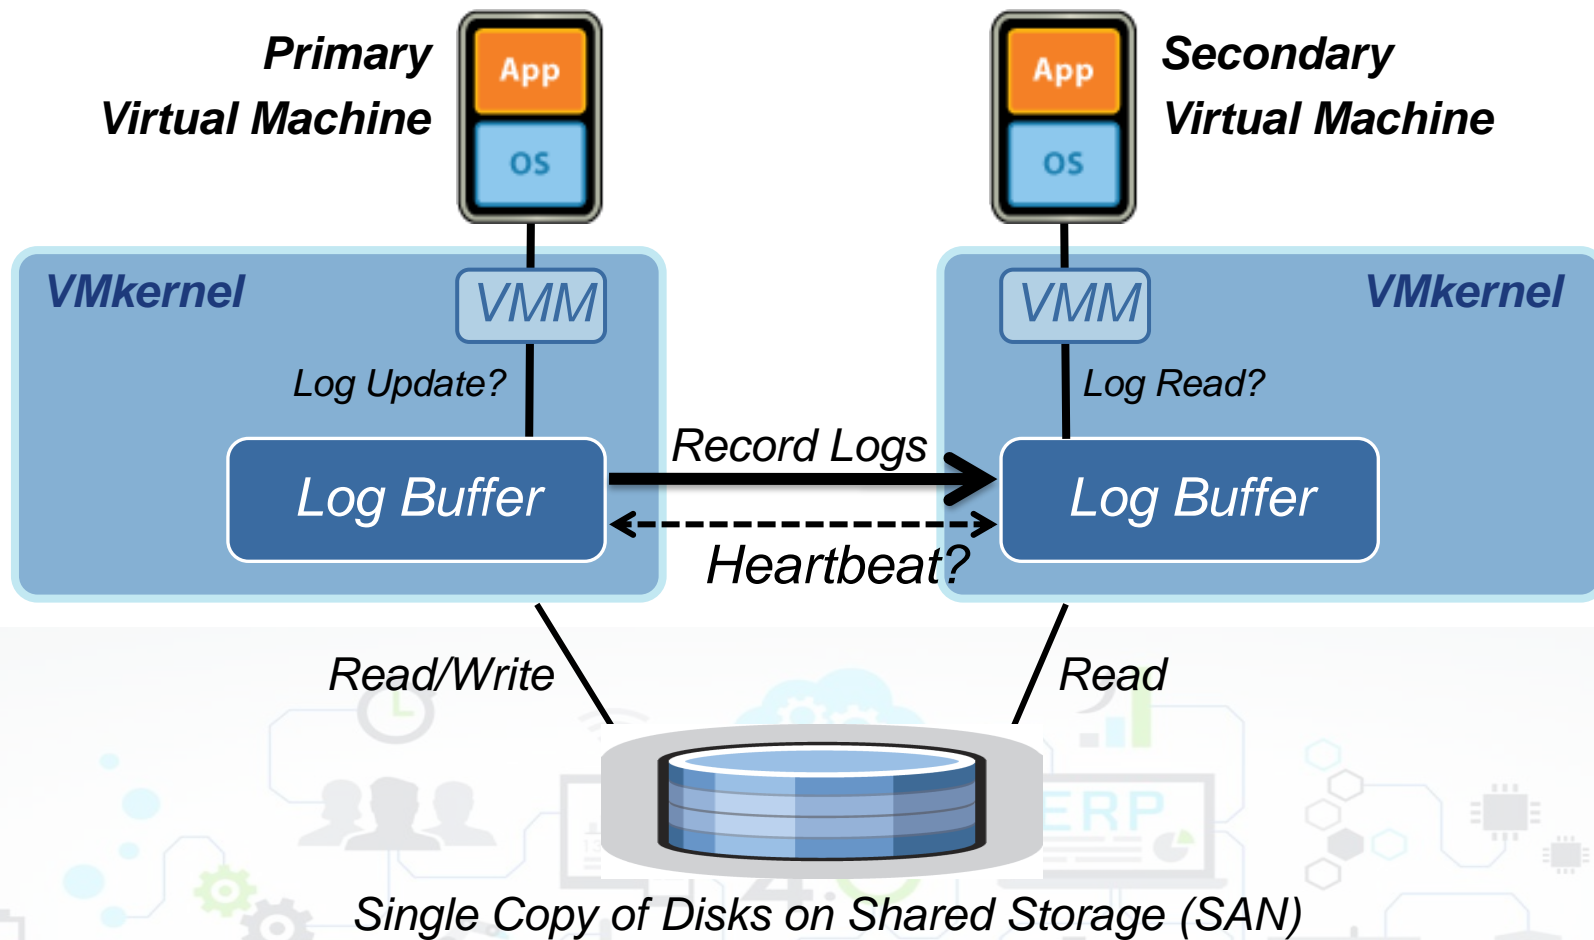 Primary
Virtual Machine
App
OS
App
OS
Secondary
Virtual Machine
VMkernel
VMM
VMM
VMkernel
Log Update?
Log Read?
Record Logs
Log Buffer
Log Buffer
Heartbeat?
Read/Write
Read
ERP
Single Copy of Disks on Shared Storage (SAN)